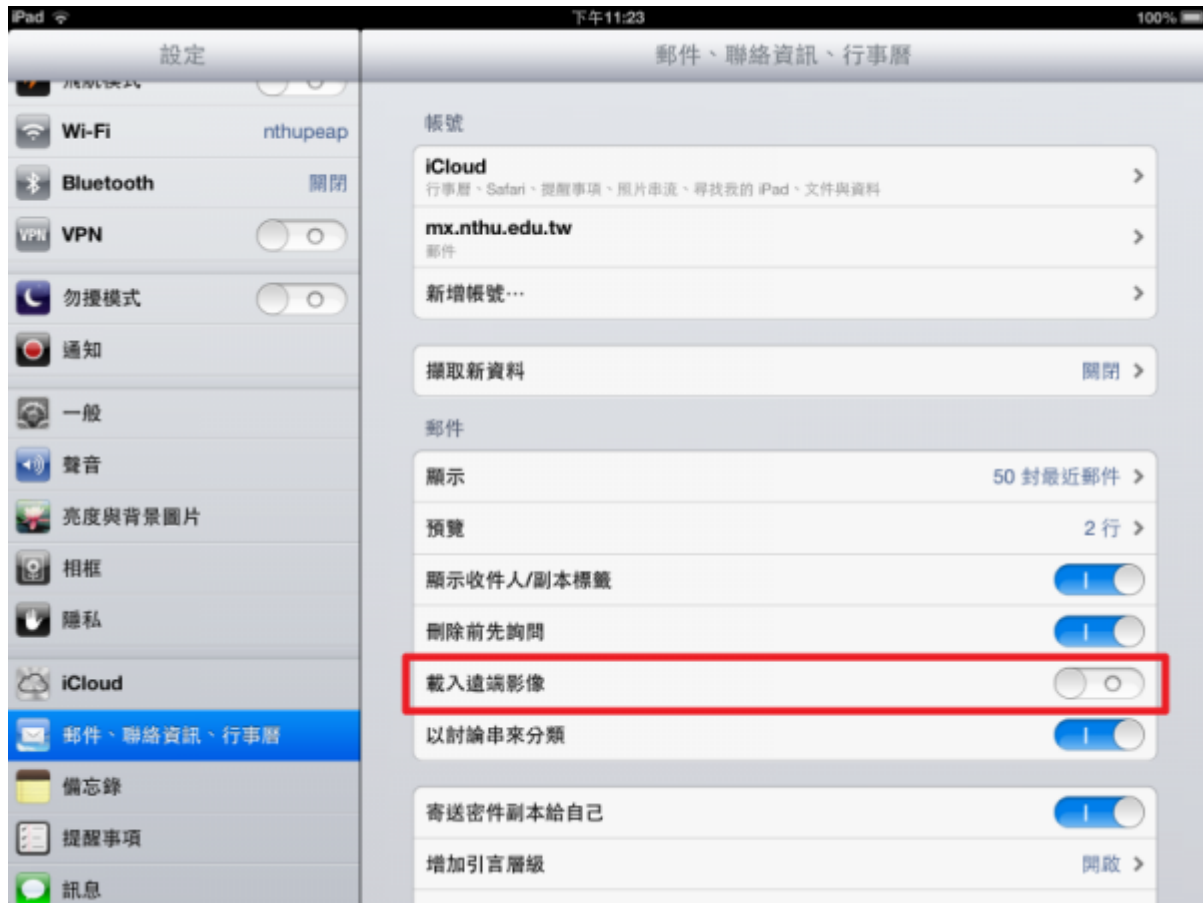 iPad
下午11:23
100%
設定
郵件、聯絡資訊、行事曆
飛航模式
Wi-Fi
nthupeap
Bluetooth
關閉
VPN
VPN
勿擾模式
通知
一般
聲音
亮度與背景圖片
相框
隱私
iCloud
郵件、聯絡資訊、行事曆
備忘錄
提醒事項
訊息
帳號
iCloud
行事曆、Safari、提醒事項、照片串流、尋找我的 iPad、文件與資料
mx.nthu.edu.tw
郵件
新增帳號…
擷取新資料
關閉
郵件
顯示
50 封最近郵件
預覽
2 行
顯示收件人/副本標籤
刪除前先詢問
載入遠端影像
以討論串來分類
寄送密件副本給自己
增加引言層級
開啟